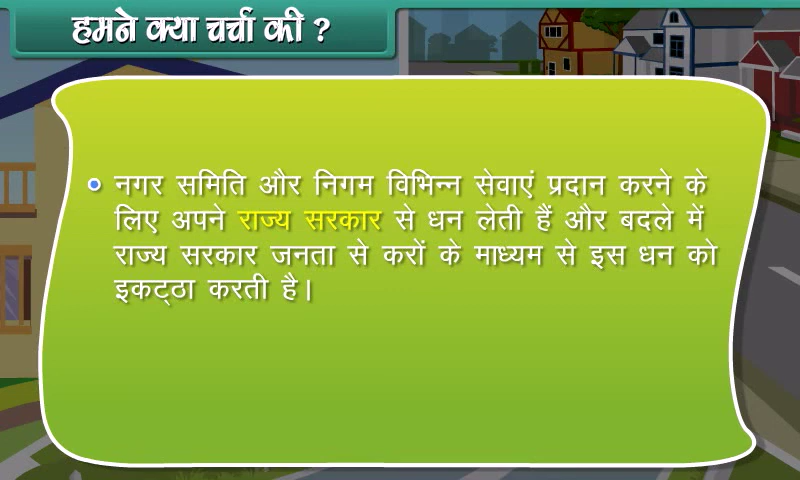 हमने क्या चर्चा की ?
नगर समिति और निगम विभिन्न सेवाएं प्रदान करने के
लिए अपने राज्य सरकार से धन लेती हैं और बदले में
राज्य सरकार जनता से करों के माध्यम से इस धन को
इकट्ठा करती है।